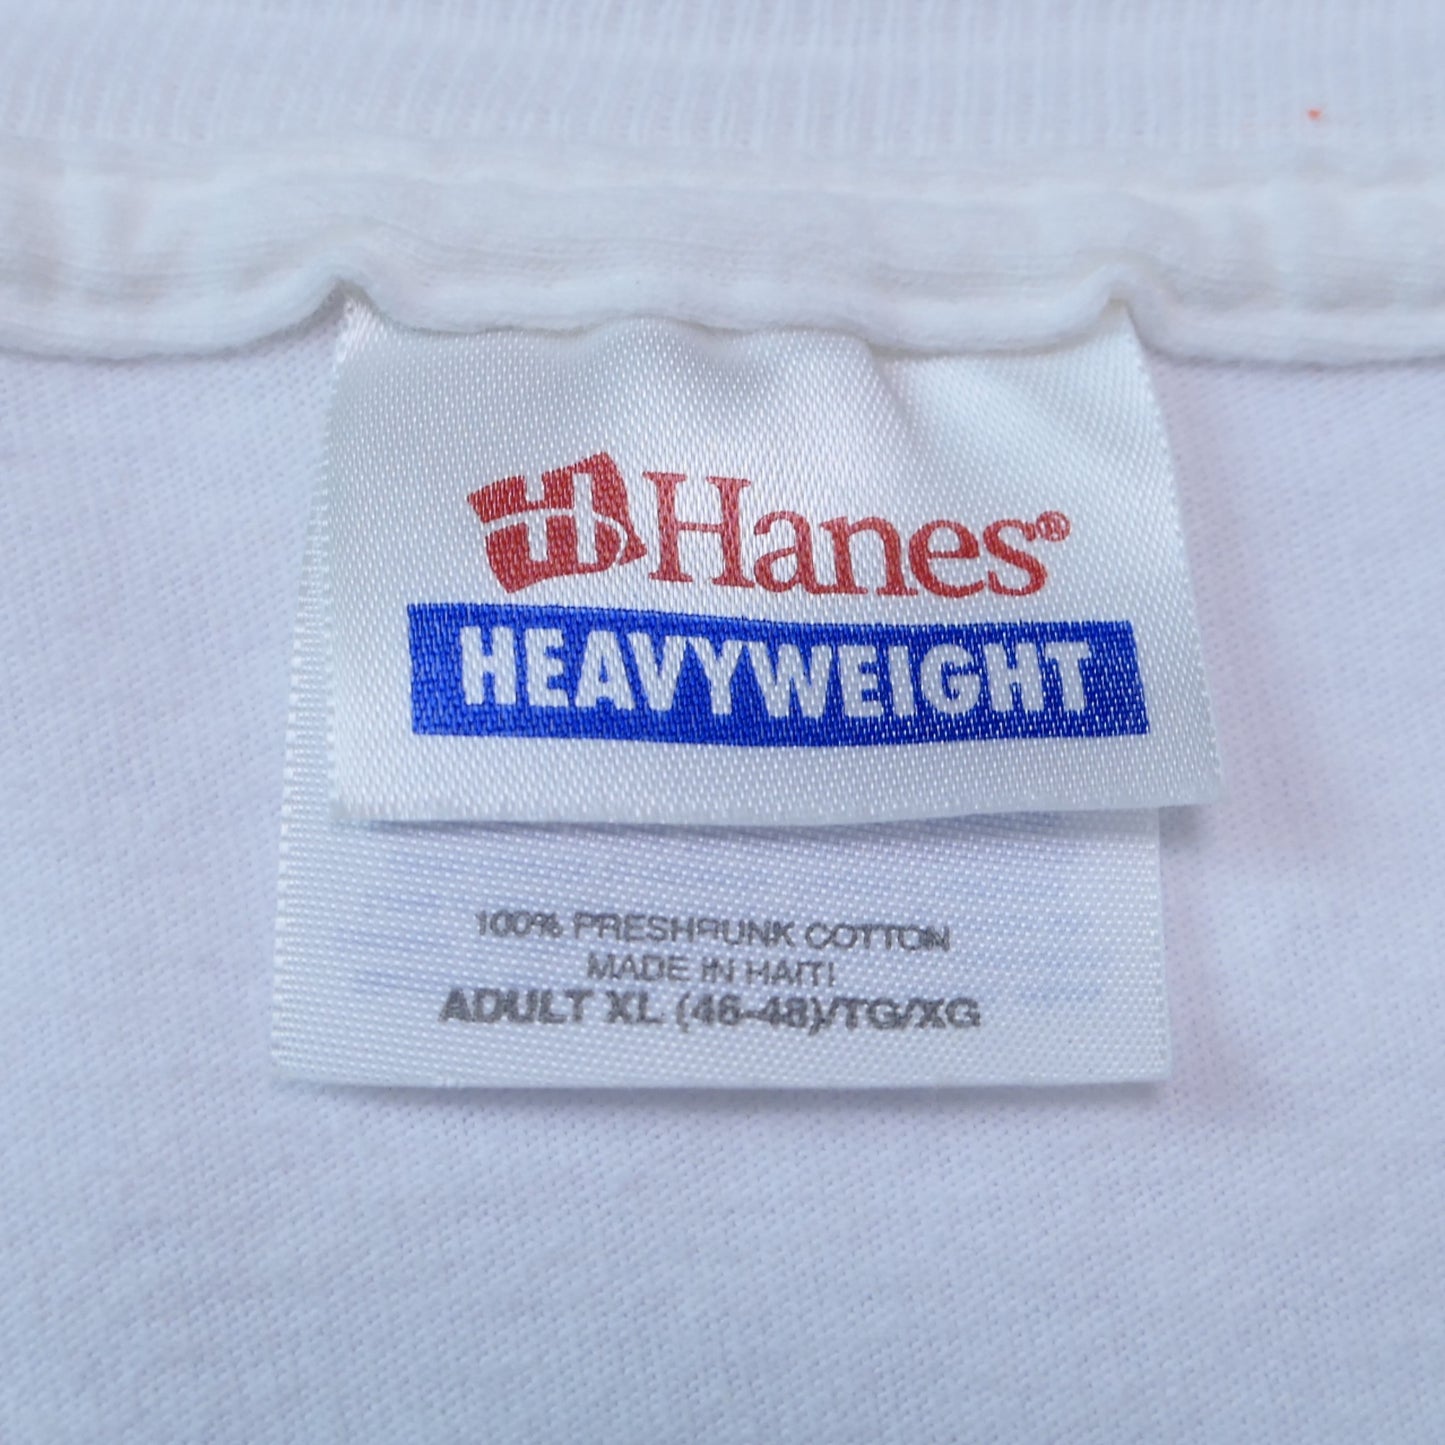 Hanes®
HEAVYWEIGHT
100% PRESHRUNK COTTON
MADE IN HAITI
ADULT XL (46-48)/TG/XG